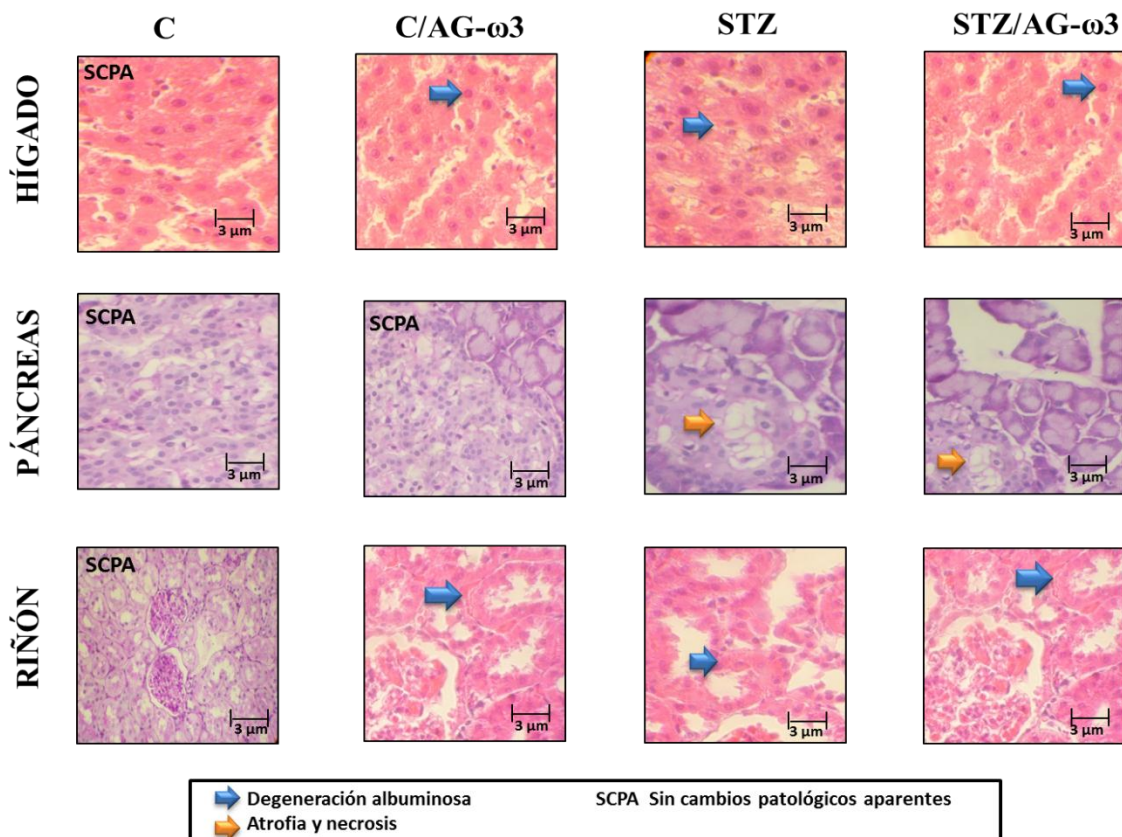 C C/AG-ω3 STZ STZ/AG-ω3
HÍGADO
SCPA
3 µm 3 µm 3 µm 3 µm
PÁNCREAS
SCPA SCPA
3 µm 3 µm 3 µm 3 µm
RIÑÓN
SCPA
3 µm 3 µm 3 µm 3 µm
Degeneración albuminosa SCPA Sin cambios patológicos aparentes
Atrofia y necrosis